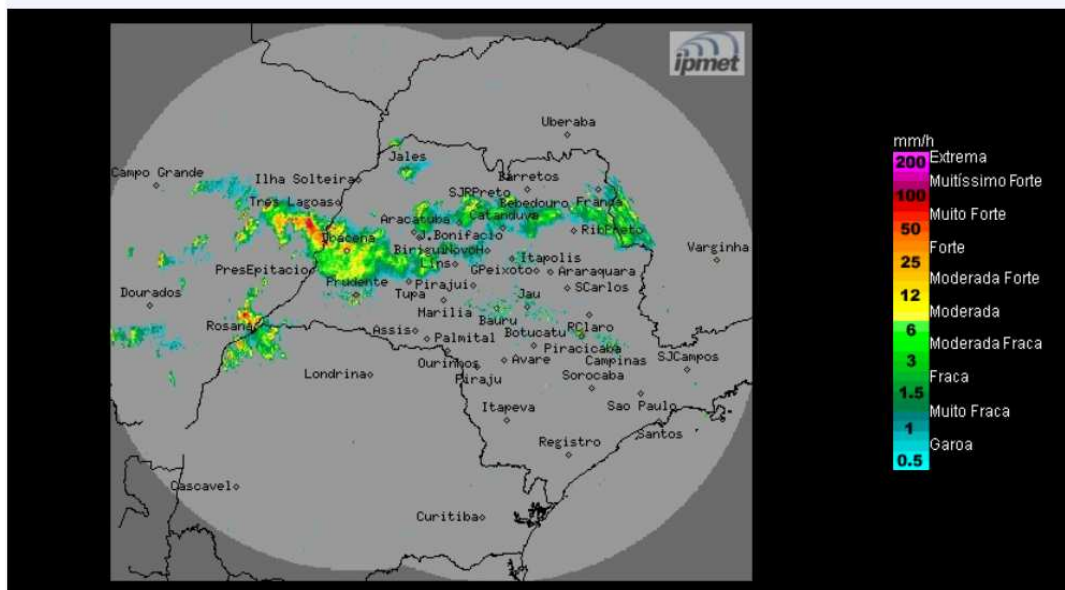 ipmet
Uberaba
Jales
Campo Grande
Ilha Solteira
Barretos
SJRPreto
Tres Lagoas
Bebedouro
Franca
Aracatuba
Catanduva
J.Bonifacio
RibPreto
Varginha
Birigui
NovoH
Lins
Itapolis
PresEpitacio
GPeixoto
Araraquara
Prudente
Pirajui
SCarlos
Dourados
Tupa
Marilia
Jau
Bauru
Rosana
Assis
Botucatu
RClaro
Palmital
Piracicaba
Ourinhos
Avare
Campinas
SJCampos
Londrina
Piraju
Sorocaba
Itapeva
Sao Paulo
Santos
Registro
Cascavel
Curitiba
mm/h
200 Extrema
Muitíssimo Forte
100
Muito Forte
50
Forte
25
Moderada Forte
12
Moderada
6
Moderada Fraca
3
Fraca
1.5
Muito Fraca
1
Garoa
0.5